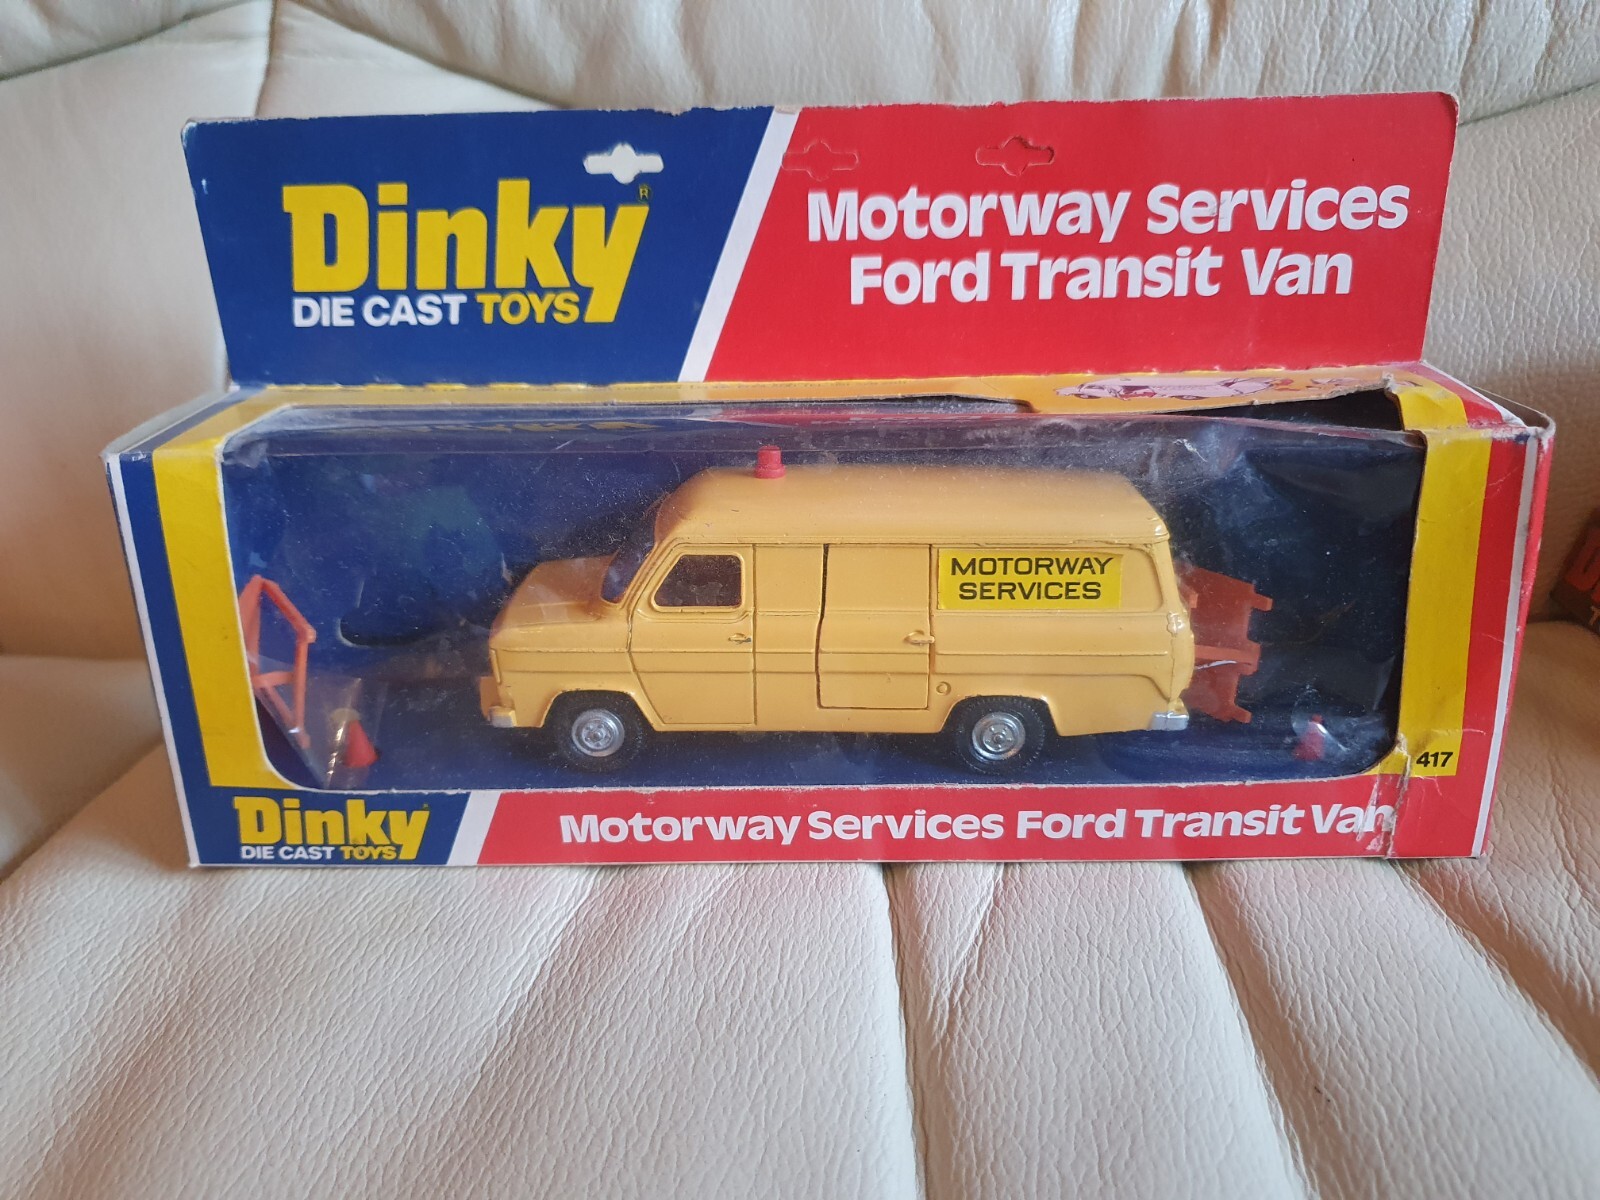 Dinky®
DIE CAST TOYS
Motorway Services
Ford Transit Van
MOTORWAY
SERVICES
417
Dinky
DIE CAST TOYS
Motorway Services Ford Transit Van